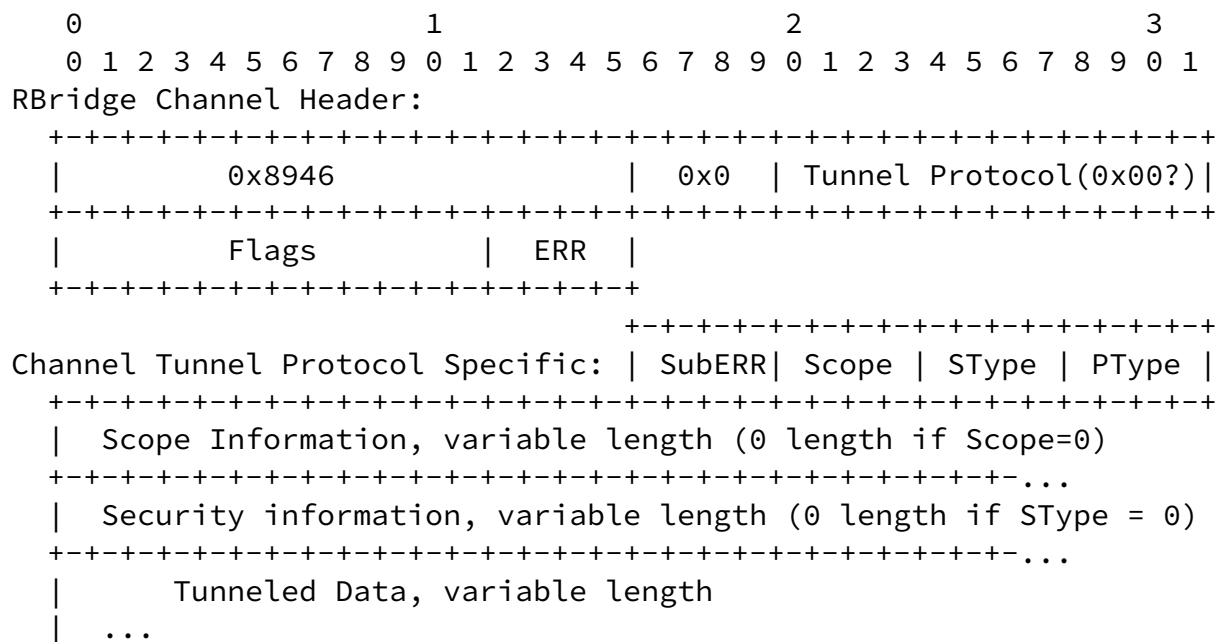 0                   1                   2                   3
   0 1 2 3 4 5 6 7 8 9 0 1 2 3 4 5 6 7 8 9 0 1 2 3 4 5 6 7 8 9 0 1
RBridge Channel Header:
  +-+-+-+-+-+-+-+-+-+-+-+-+-+-+-+-+-+-+-+-+-+-+-+-+-+-+-+-+-+-+-+-+
  |         0x8946                |  0x0  | Tunnel Protocol(0x00?)|
  +-+-+-+-+-+-+-+-+-+-+-+-+-+-+-+-+-+-+-+-+-+-+-+-+-+-+-+-+-+-+-+-+
  |         Flags         |  ERR  |
  +-+-+-+-+-+-+-+-+-+-+-+-+-+-+-+-+
                                  +-+-+-+-+-+-+-+-+-+-+-+-+-+-+-+-+
Channel Tunnel Protocol Specific: | SubERR| Scope | SType | PType |
  +-+-+-+-+-+-+-+-+-+-+-+-+-+-+-+-+-+-+-+-+-+-+-+-+-+-+-+-+-+-+-+-+
  |  Scope Information, variable length (0 length if Scope=0)
  +-+-+-+-+-+-+-+-+-+-+-+-+-+-+-+-+-+-+-+-+-+-+-+-+-+-+-...
  |  Security information, variable length (0 length if SType = 0)
  +-+-+-+-+-+-+-+-+-+-+-+-+-+-+-+-+-+-+-+-+-+-+-+-+-+-+-...
  |      Tunneled Data, variable length
  |  ...